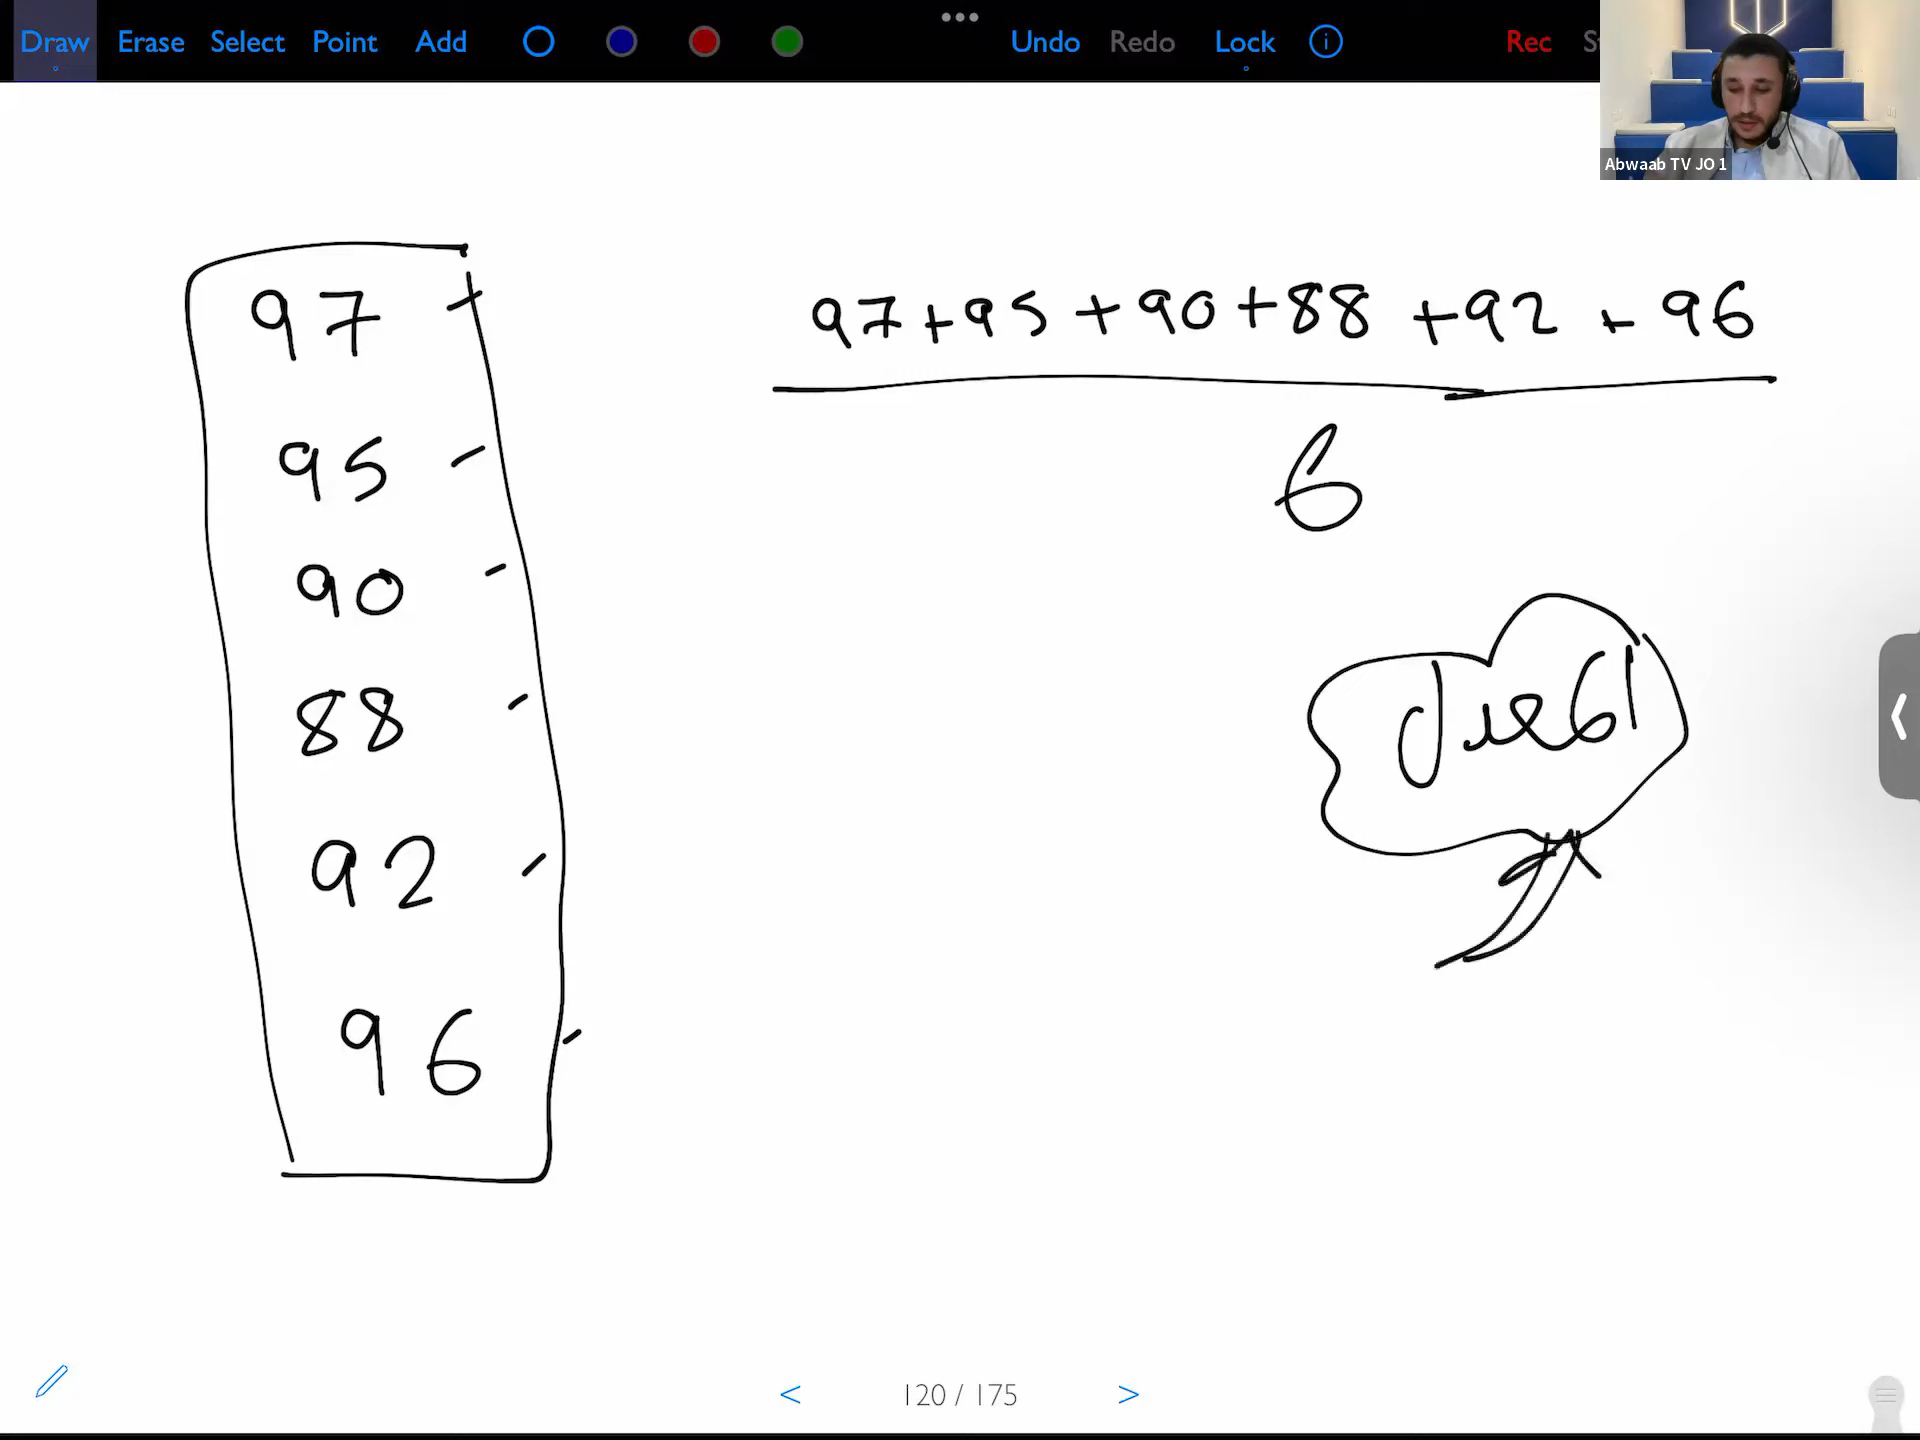 Draw Erase Select Point Add Undo Redo Lock Rec
Abwaab TV JO 1
97 +
95 -
90 -
88 -
92 -
96 -
97+95+90+88+92+96
6
المعدل
< 120 / 175 >